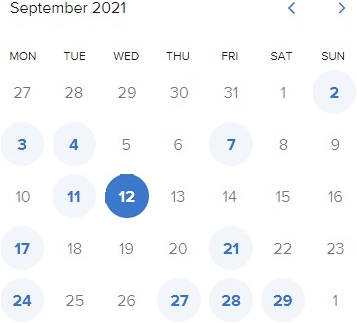 September 2021
MON TUE WED THU FRI SAT SUN
27 28 29 30 31 1 2
3 4 5 6 7 8 9
10 11 12 13 14 15 16
17 18 19 20 21 22 23
24 25 26 27 28 29 1